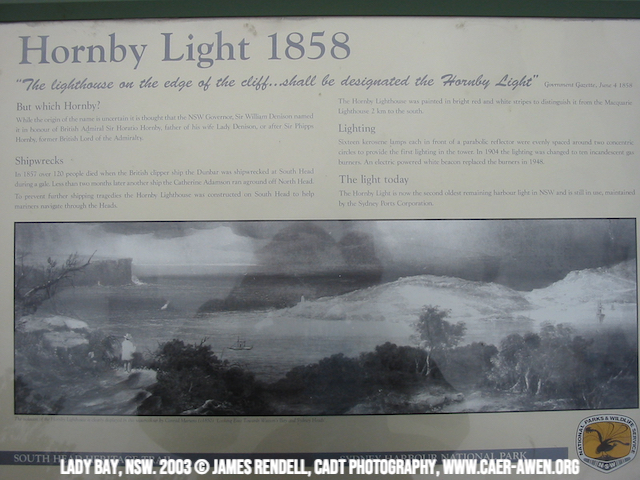 Hornby Light 1858
"The lighthouse on the edge of the cliff...shall be designated the Hornby Light" Government Gazette, June 4 1858
But which Hornby?
While the origin of the name is uncertain it is thought that the NSW Governor, Sir William Denison named
it in honour of British Admiral Sir Horatio Hornby, father of his wife Lady Denison, or after Sir Phipps
Hornby, former British Lord of the Admiralty.
Shipwrecks
In 1857 over 120 people died when the British clipper ship the Dunbar was shipwrecked at South Head
during a gale. Less than two months later another ship the Catherine Adamson ran aground off North Head.
To prevent further shipping tragedies the Hornby Lighthouse was constructed on South Head to help
mariners navigate through the Heads.
The Hornby Lighthouse was painted in bright red and white stripes to distinguish it from the Macquarie
Lighthouse 2 km to the south.
Lighting
Sixteen kerosene lamps each in front of a parabolic reflector were evenly spaced around two concentric
circles to provide the first lighting in the tower. In 1904 the lighting was changed to ten incandescent gas
burners. An electric powered white beacon replaced the burners in 1948.
The light today
The Hornby Light is now the second oldest remaining harbour light in NSW and is still in use, maintained
by the Sydney Ports Corporation.
SOUTH HEAD HERITAGE TRAIL
SYDNEY HARBOUR NATIONAL PARK
NATIONAL PARKS & WILDLIFE SERVICE
NSW
LADY BAY, NSW. 2003 © JAMES RENDELL, CADT PHOTOGRAPHY, WWW.CAER-AWEN.ORG